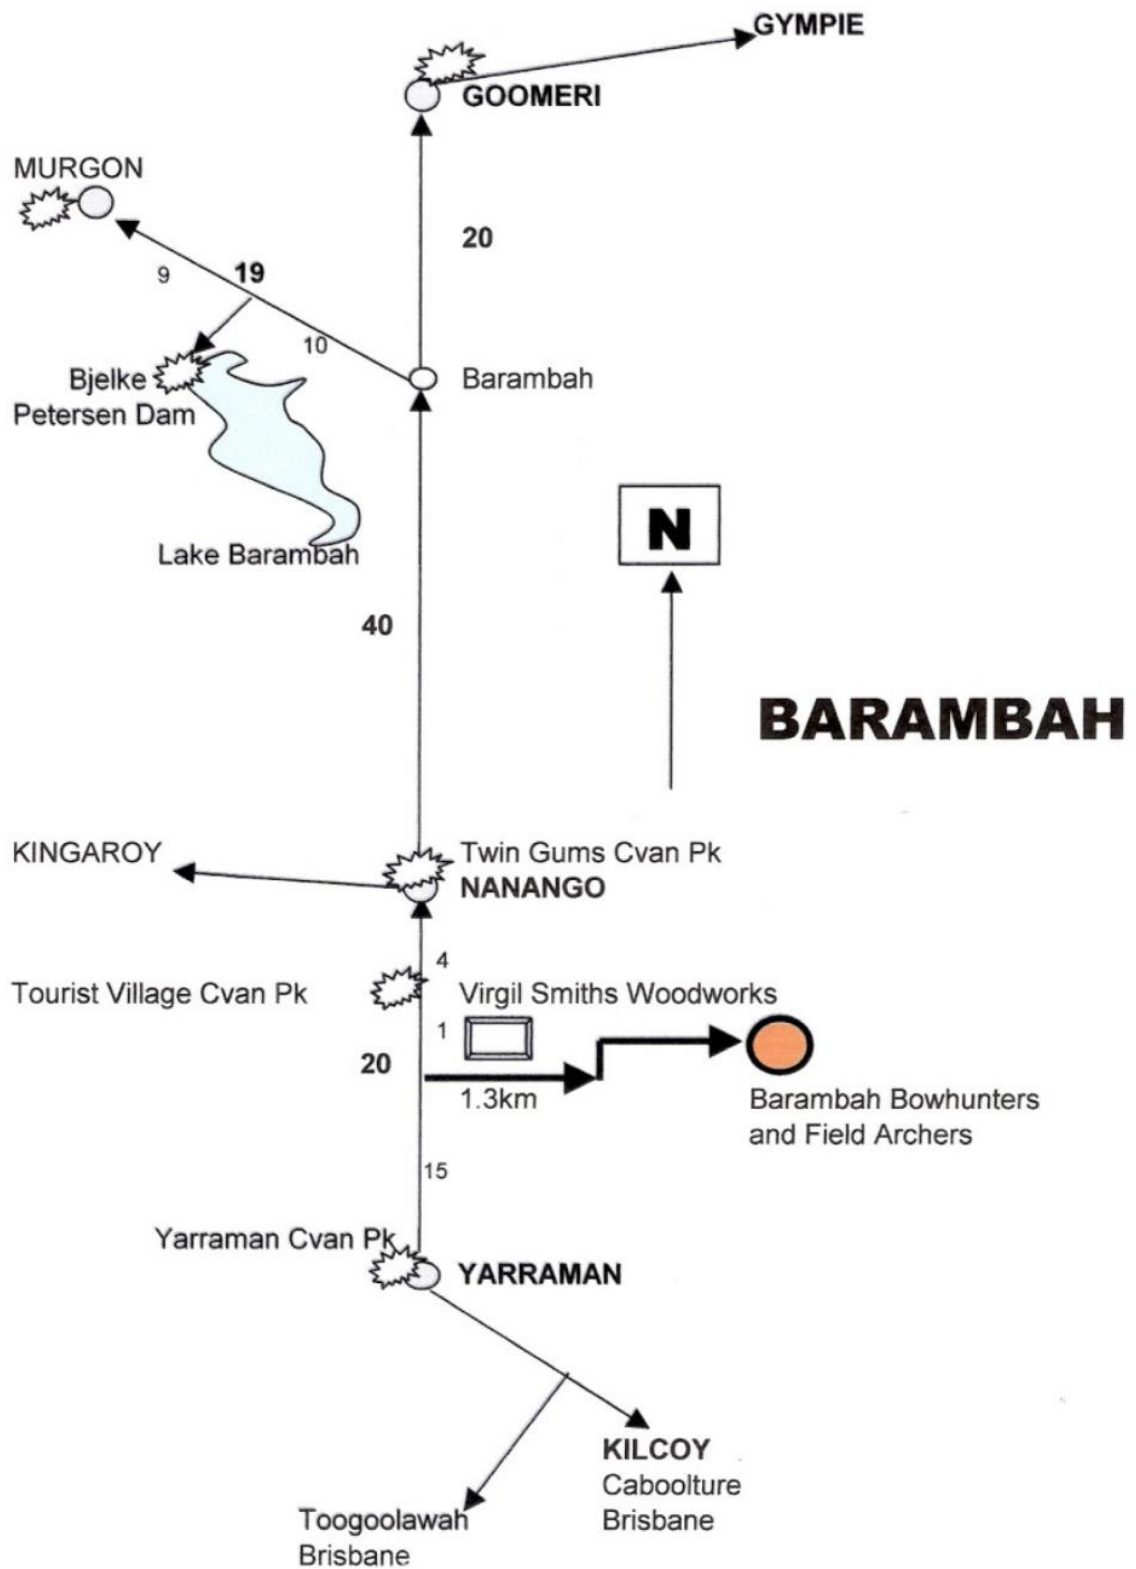 GYMPIE
GOOMERI
MURGON
20
9
19
10
Bjelke
Petersen Dam
Barambah
N
Lake Barambah
40
BARAMBAH
KINGAROY
Twin Gums Cvan Pk
NANANGO
4
Tourist Village Cvan Pk
Virgil Smiths Woodworks
1
20
1.3km
Barambah Bowhunters
and Field Archers
15
Yarraman Cvan Pk
YARRAMAN
KILCOY
Caboolture
Brisbane
Toogoolawah
Brisbane